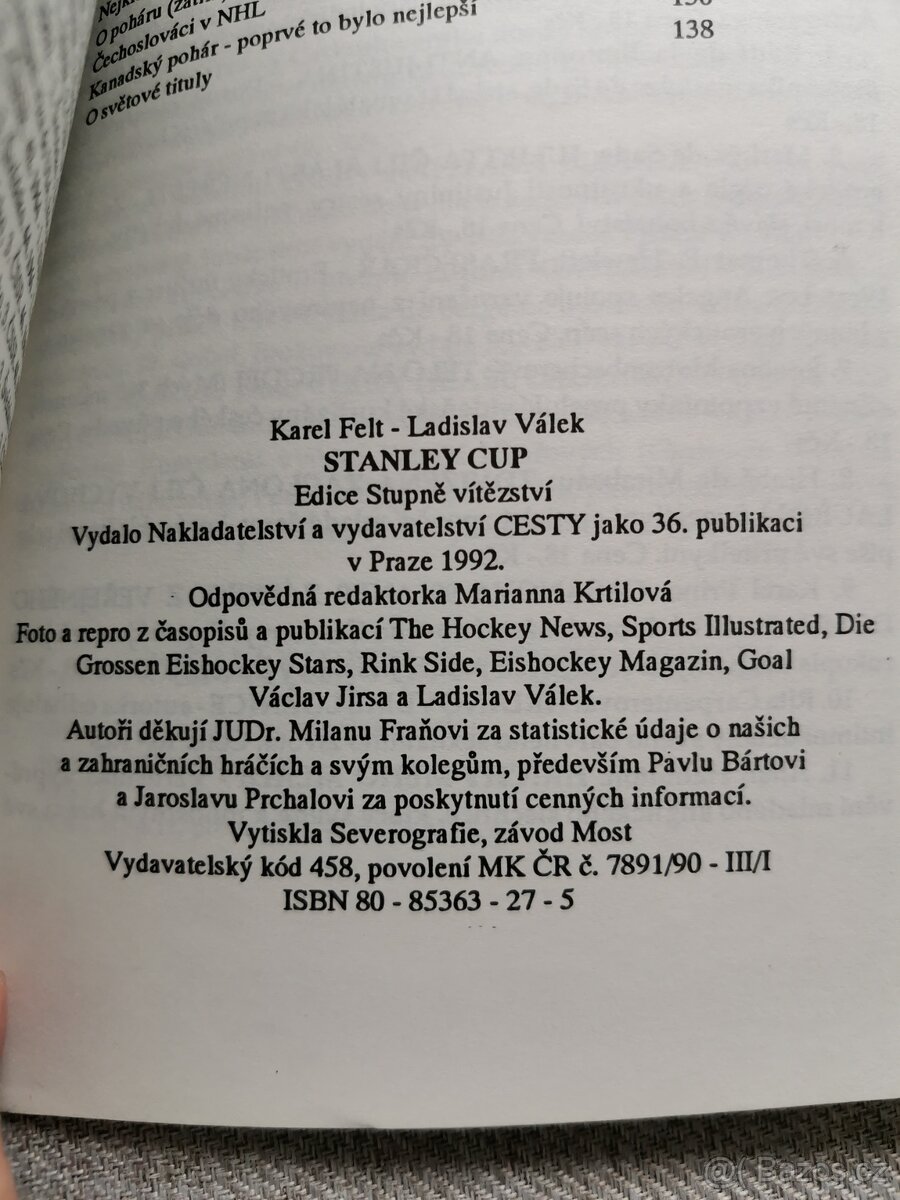 O poháru
Čechoslováci v NHL
Kanadský pohár - poprvé to bylo nejlepší
138
O světové tituly
Karel Felt - Ladislav Válek
STANLEY CUP
Edice Stupně vítězství
Vydalo Nakladatelství a vydavatelství CESTY jako 36. publikaci
v Praze 1992.
Odpovědná redaktorka Marianna Krtilová
Foto a repro z časopisů a publikací The Hockey News, Sports Illustrated, Die
Grossen Eishockey Stars, Rink Side, Eishockey Magazin, Goal
Václav Jirsa a Ladislav Válek.
Autoři děkují JUDr. Milanu Fraňovi za statistické údaje o našich
a zahraničních hráčích a svým kolegům, především Pavlu Bártovi
a Jaroslavu Prchalovi za poskytnutí cenných informací.
Vytiskla Severografie, závod Most
Vydavatelský kód 458, povolení MK ČR č. 7891/90 - III/I
ISBN 80 - 85363 - 27 - 5
Bazos.cz